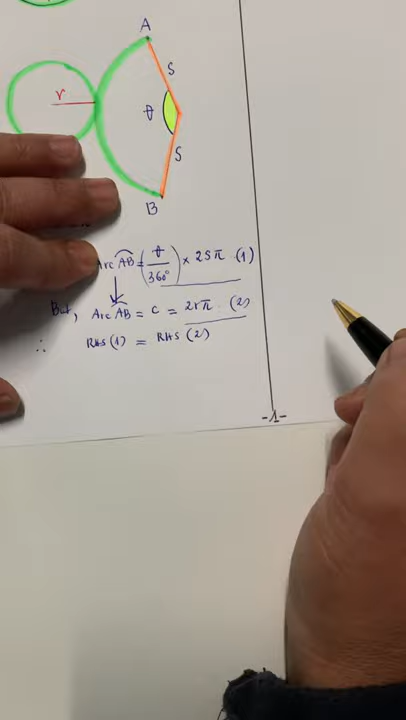 A
S
r
θ
S
B
Arc AB = (θ/360°) × 2Sπ · (1)
But, Arc AB = C = 2rπ · (2)
∴ RHS (1) = RHS (2)
-1-